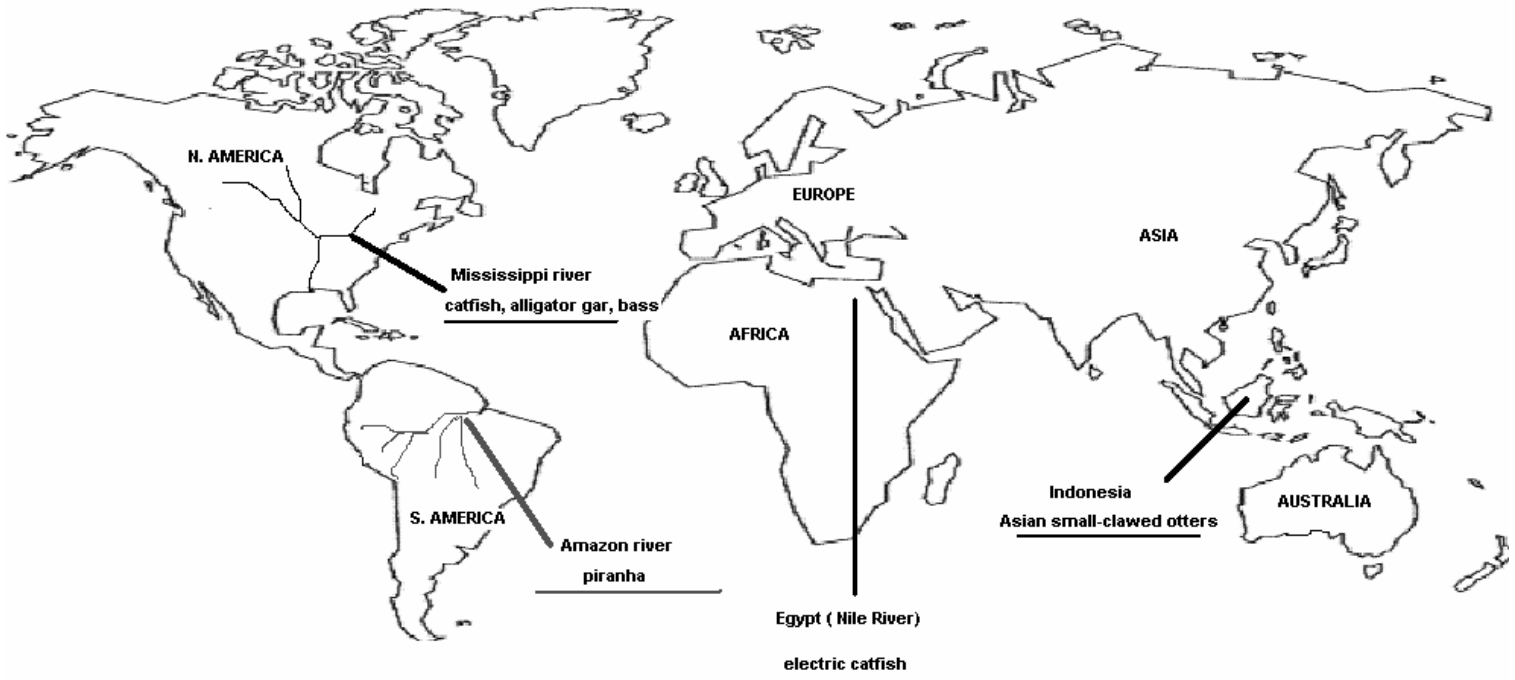 N. AMERICA
EUROPE
ASIA
Mississippi river
catfish, alligator gar, bass
AFRICA
Indonesia
Asian small-clawed otters
AUSTRALIA
S. AMERICA
Amazon river
piranha
Egypt ( Nile River)
electric catfish